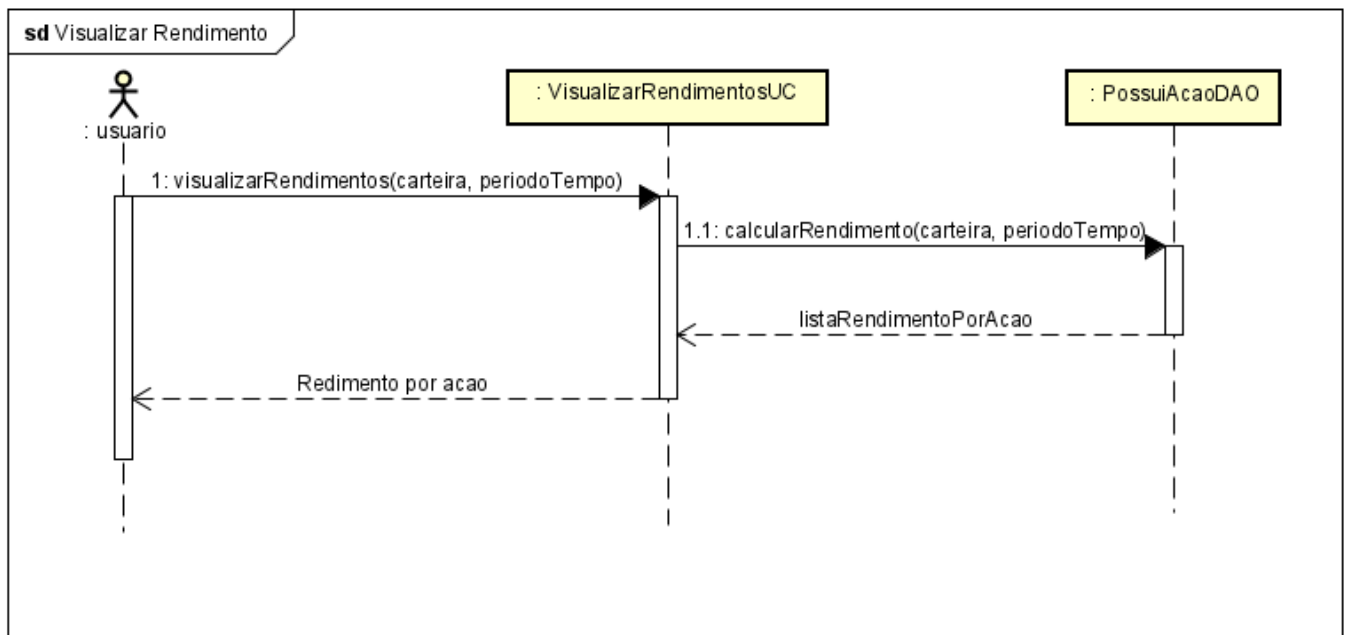 sd Visualizar Rendimento
: usuario
: VisualizarRendimentosUC
: PossuiAcaoDAO
1: visualizarRendimentos(carteira, periodoTempo)
1.1: calcularRendimento(carteira, periodoTempo)
listaRendimentoPorAcao
Redimento por acao